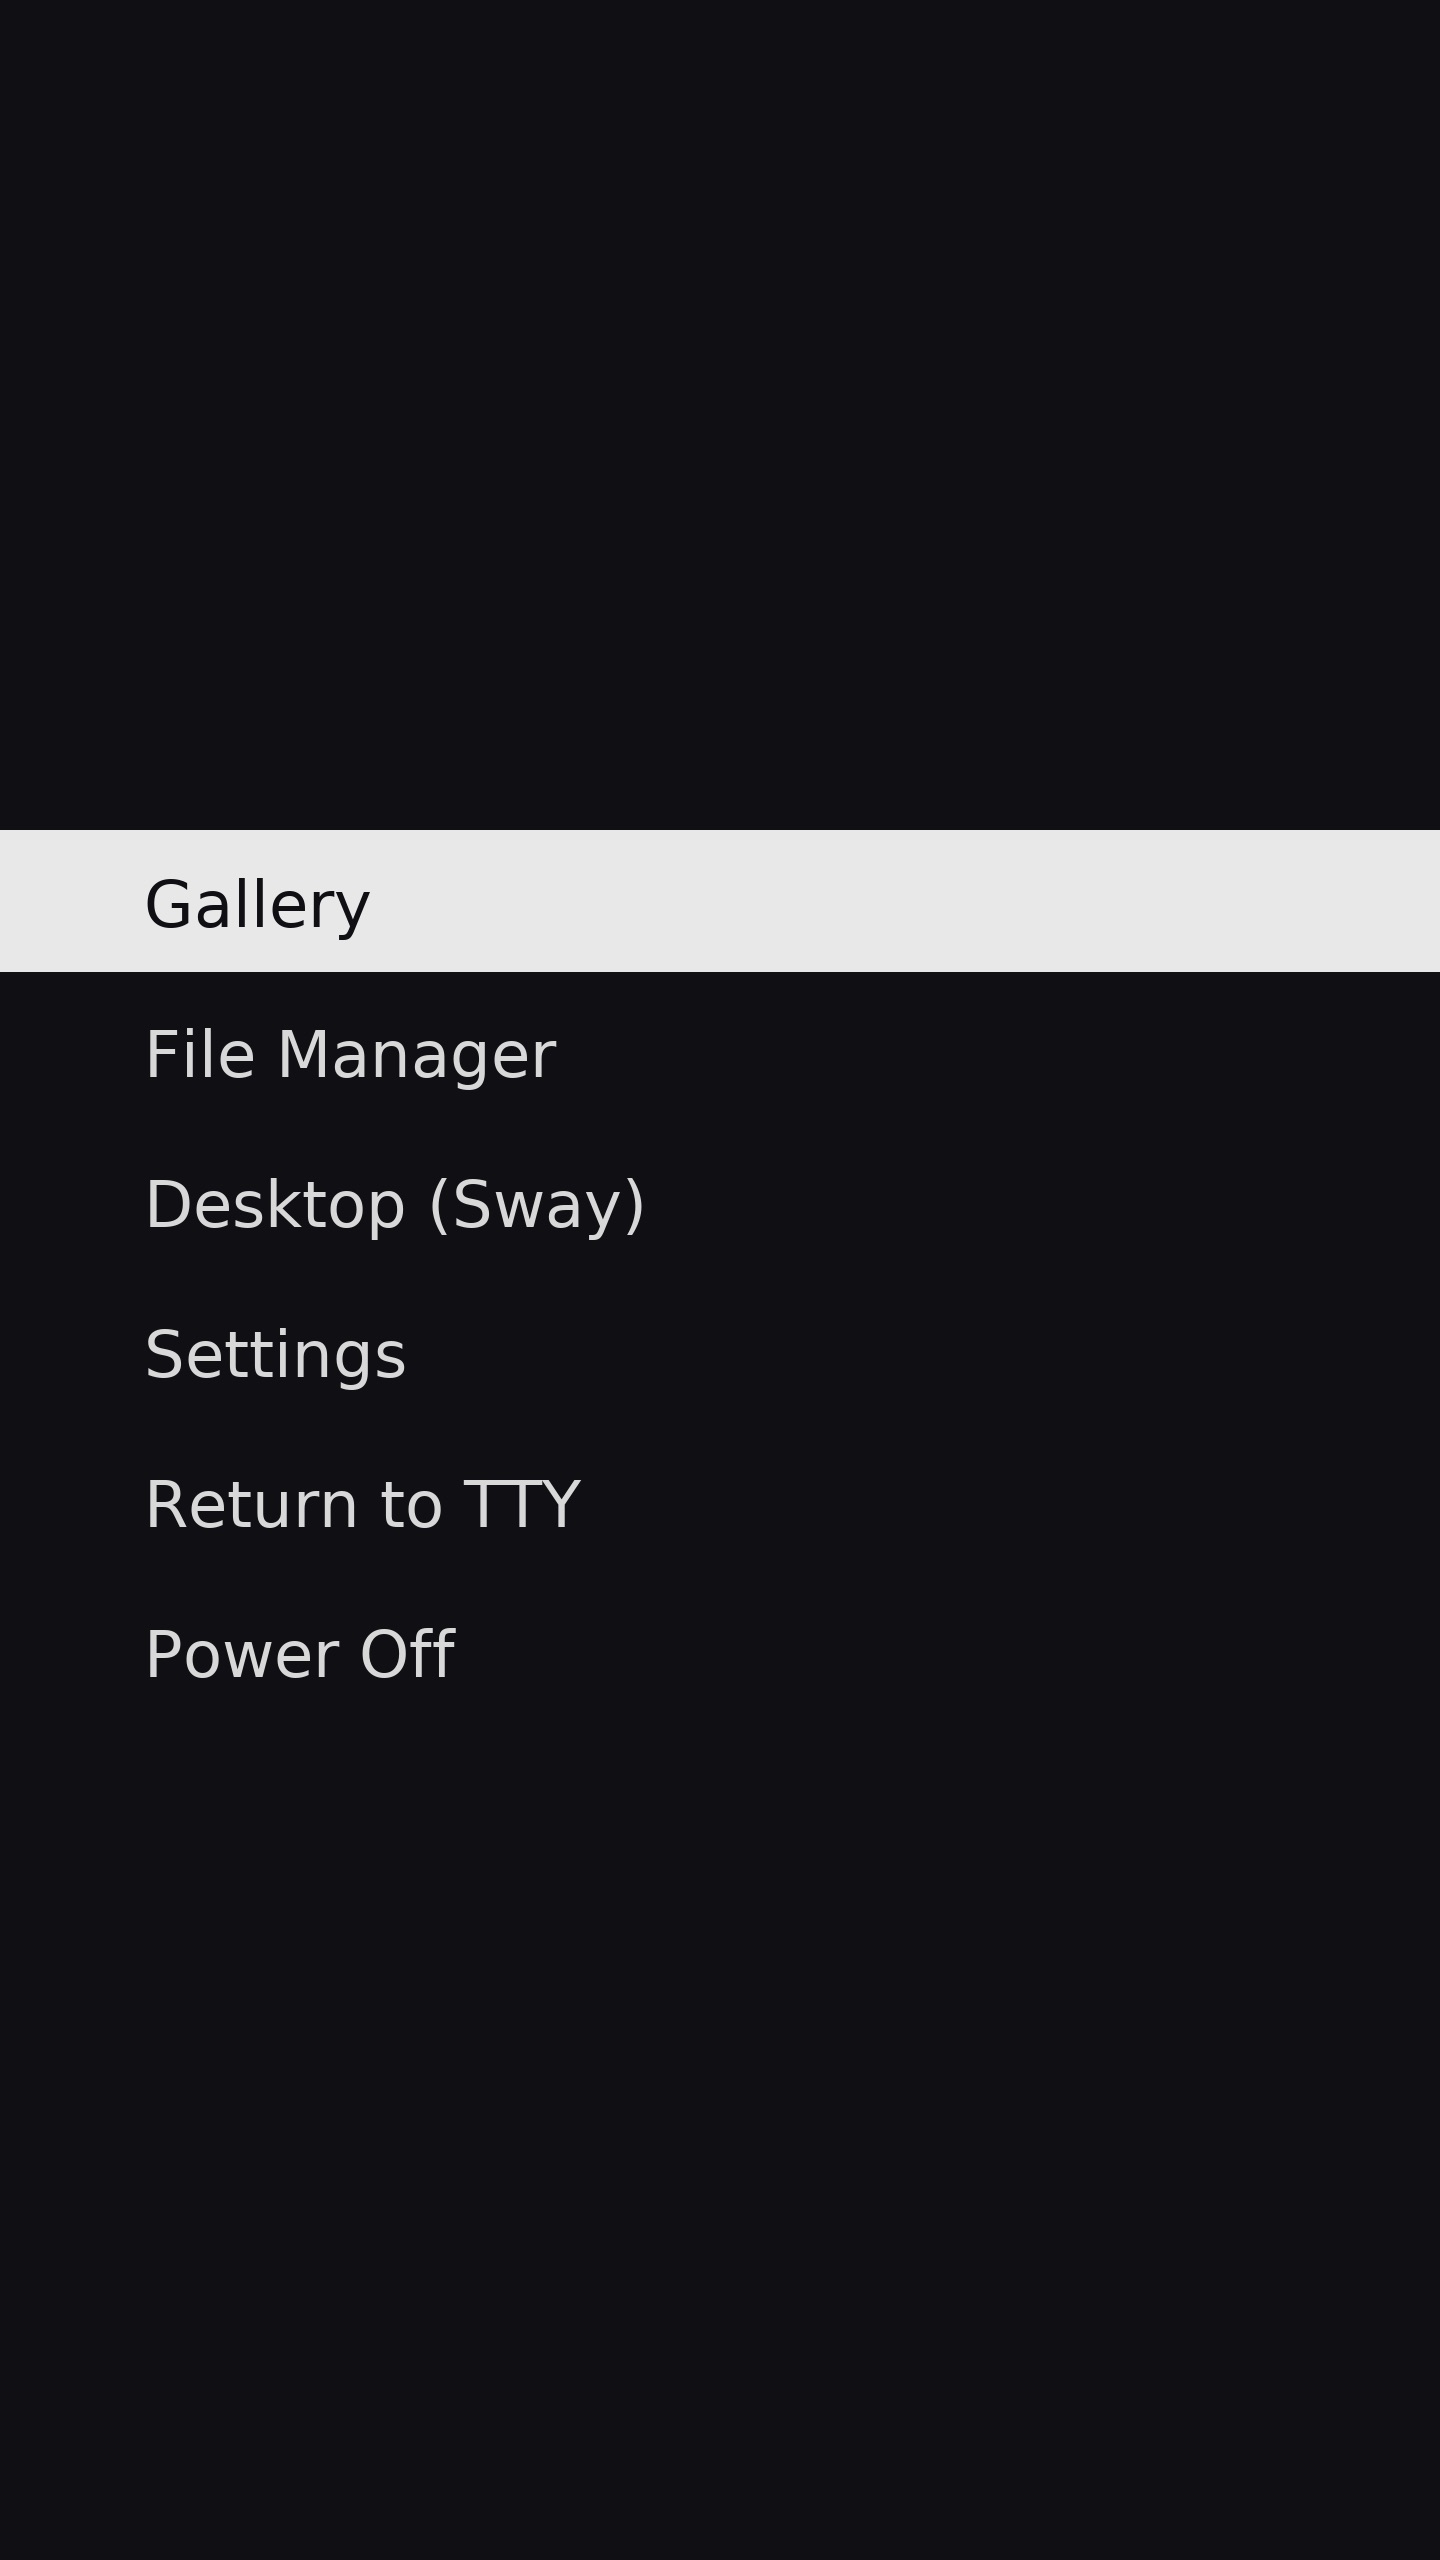 Gallery
File Manager
Desktop (Sway)
Settings
Return to TTY
Power Off